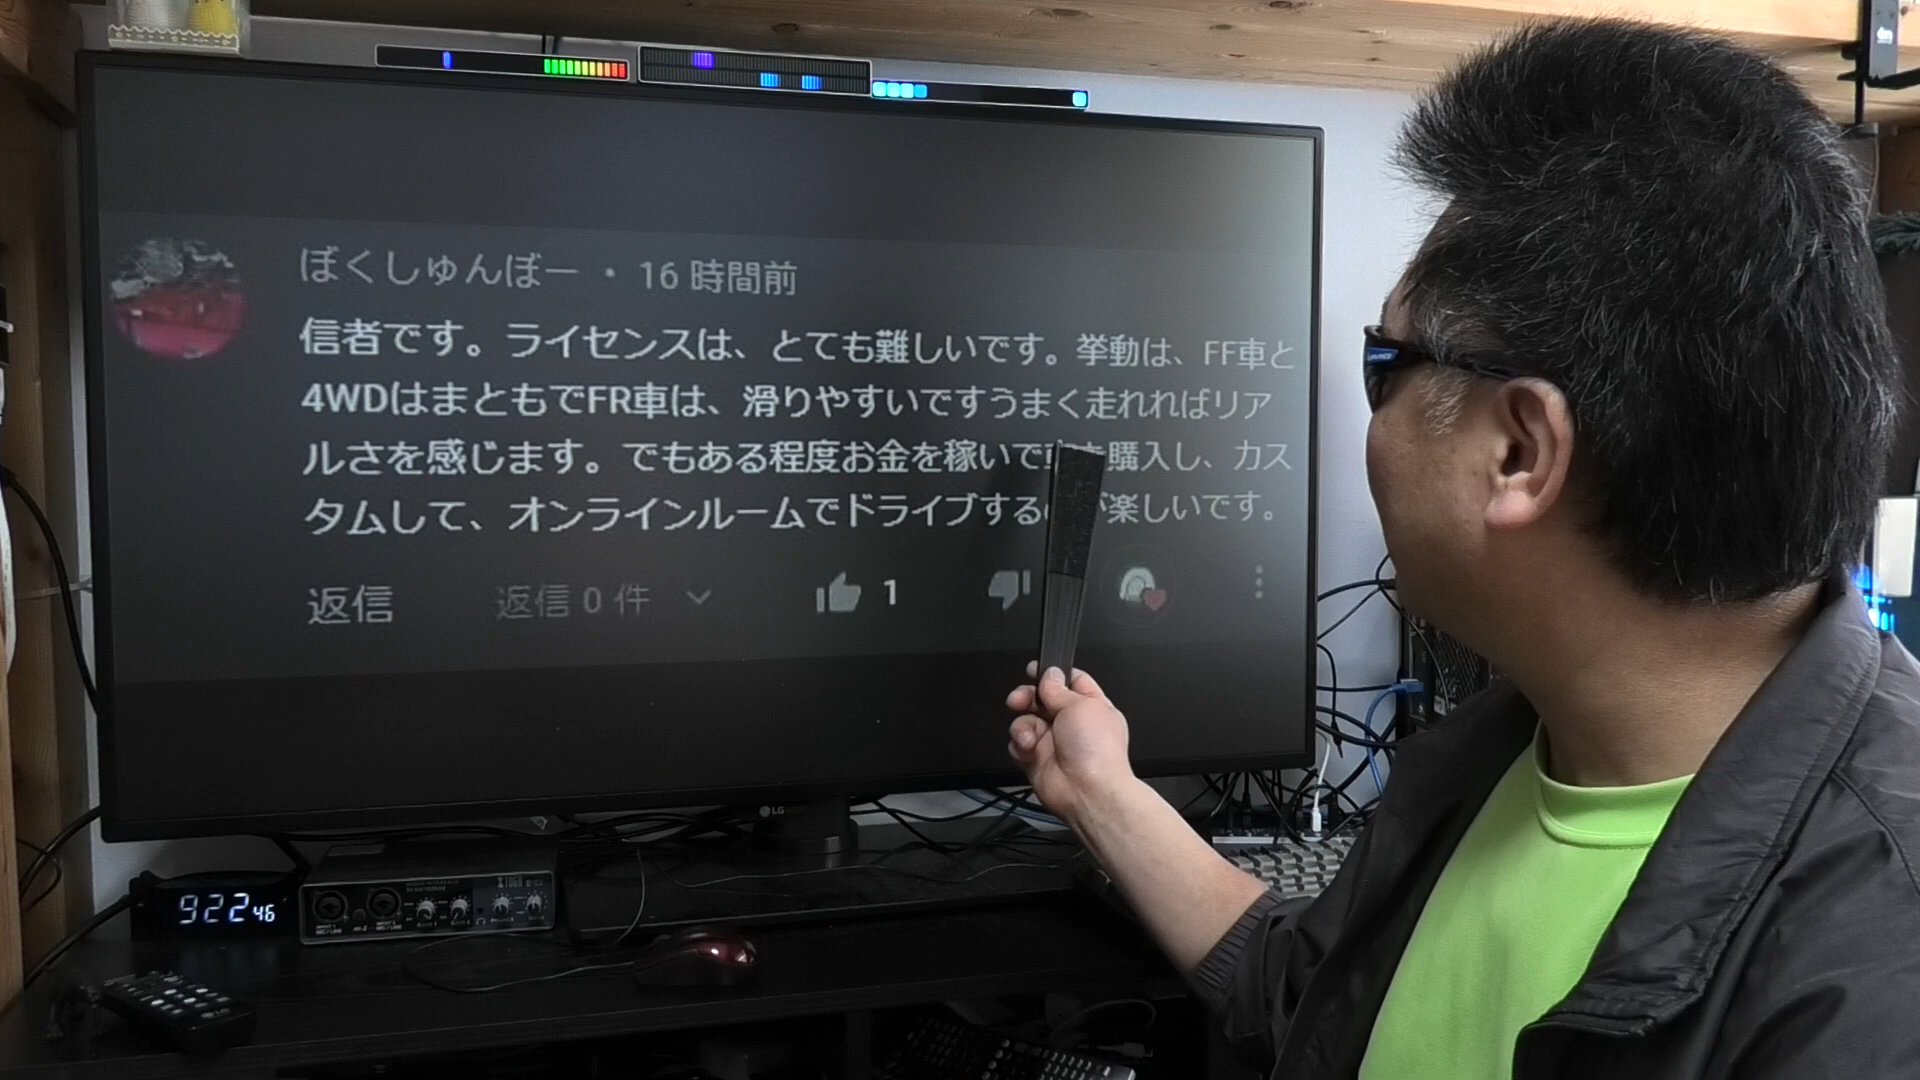 ぼくしゅんぼー・16 時間前
信者です。ライセンスは、とても難しいです。挙動は、FF車と
4WDはまともでFR車は、滑りやすいですうまく走れればリア
ルさを感じます。でもある程度お金を稼いで購入し、カス
タムして、オンラインルームでドライブするが楽しいです。
返信 返信 0 件 1
LG
922 46